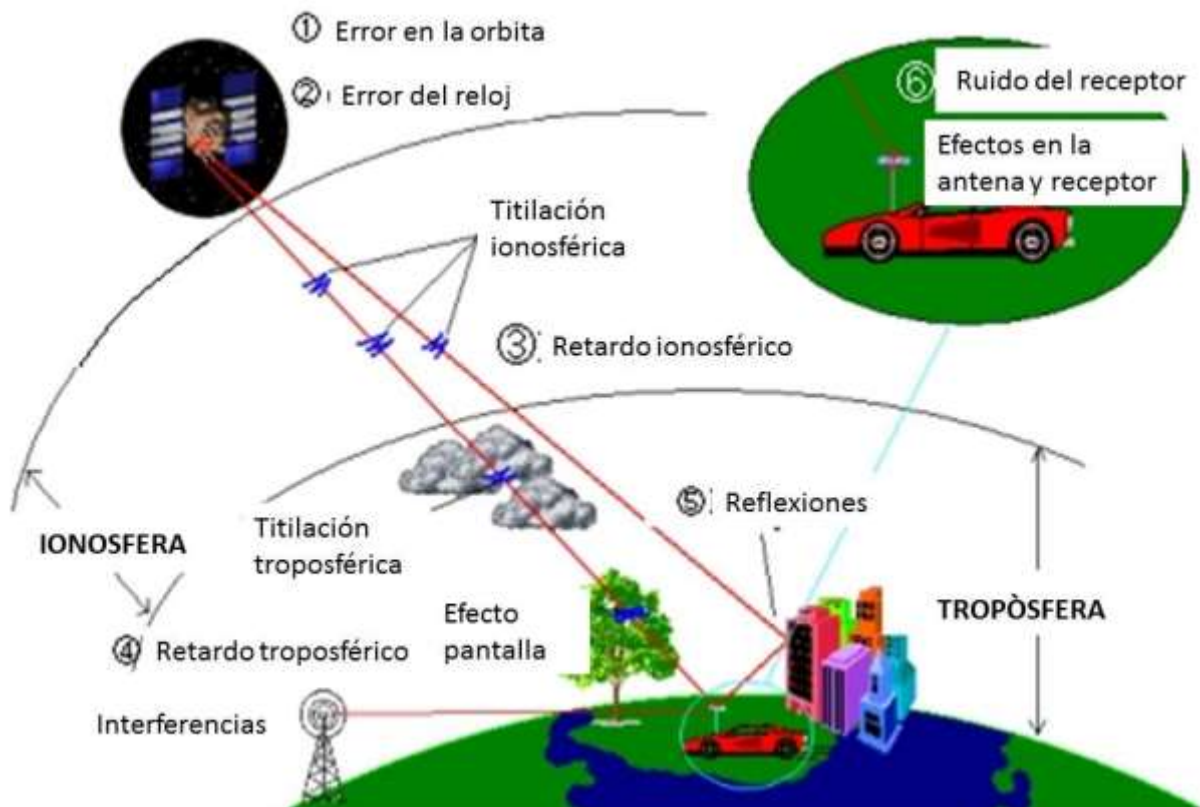 ① Error en la orbita
② Error del reloj
⑥ Ruido del receptor
Efectos en la
antena y receptor
Titilación
ionosférica
③ Retardo ionosférico
⑤ Reflexiones
IONOSFERA
Titilación
troposférica
TROPÒSFERA
Efecto
pantalla
④ Retardo troposférico
Interferencias